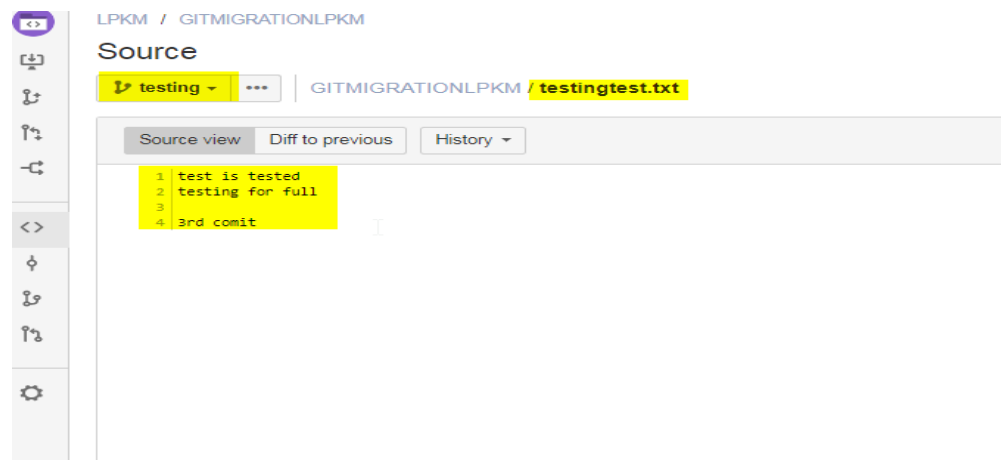 LPKM / GITMIGRATIONLPKM
Source
testing ••• GITMIGRATIONLPKM / testingtest.txt
Source view Diff to previous History
1 test is tested
2 testing for full
3
4 3rd comit